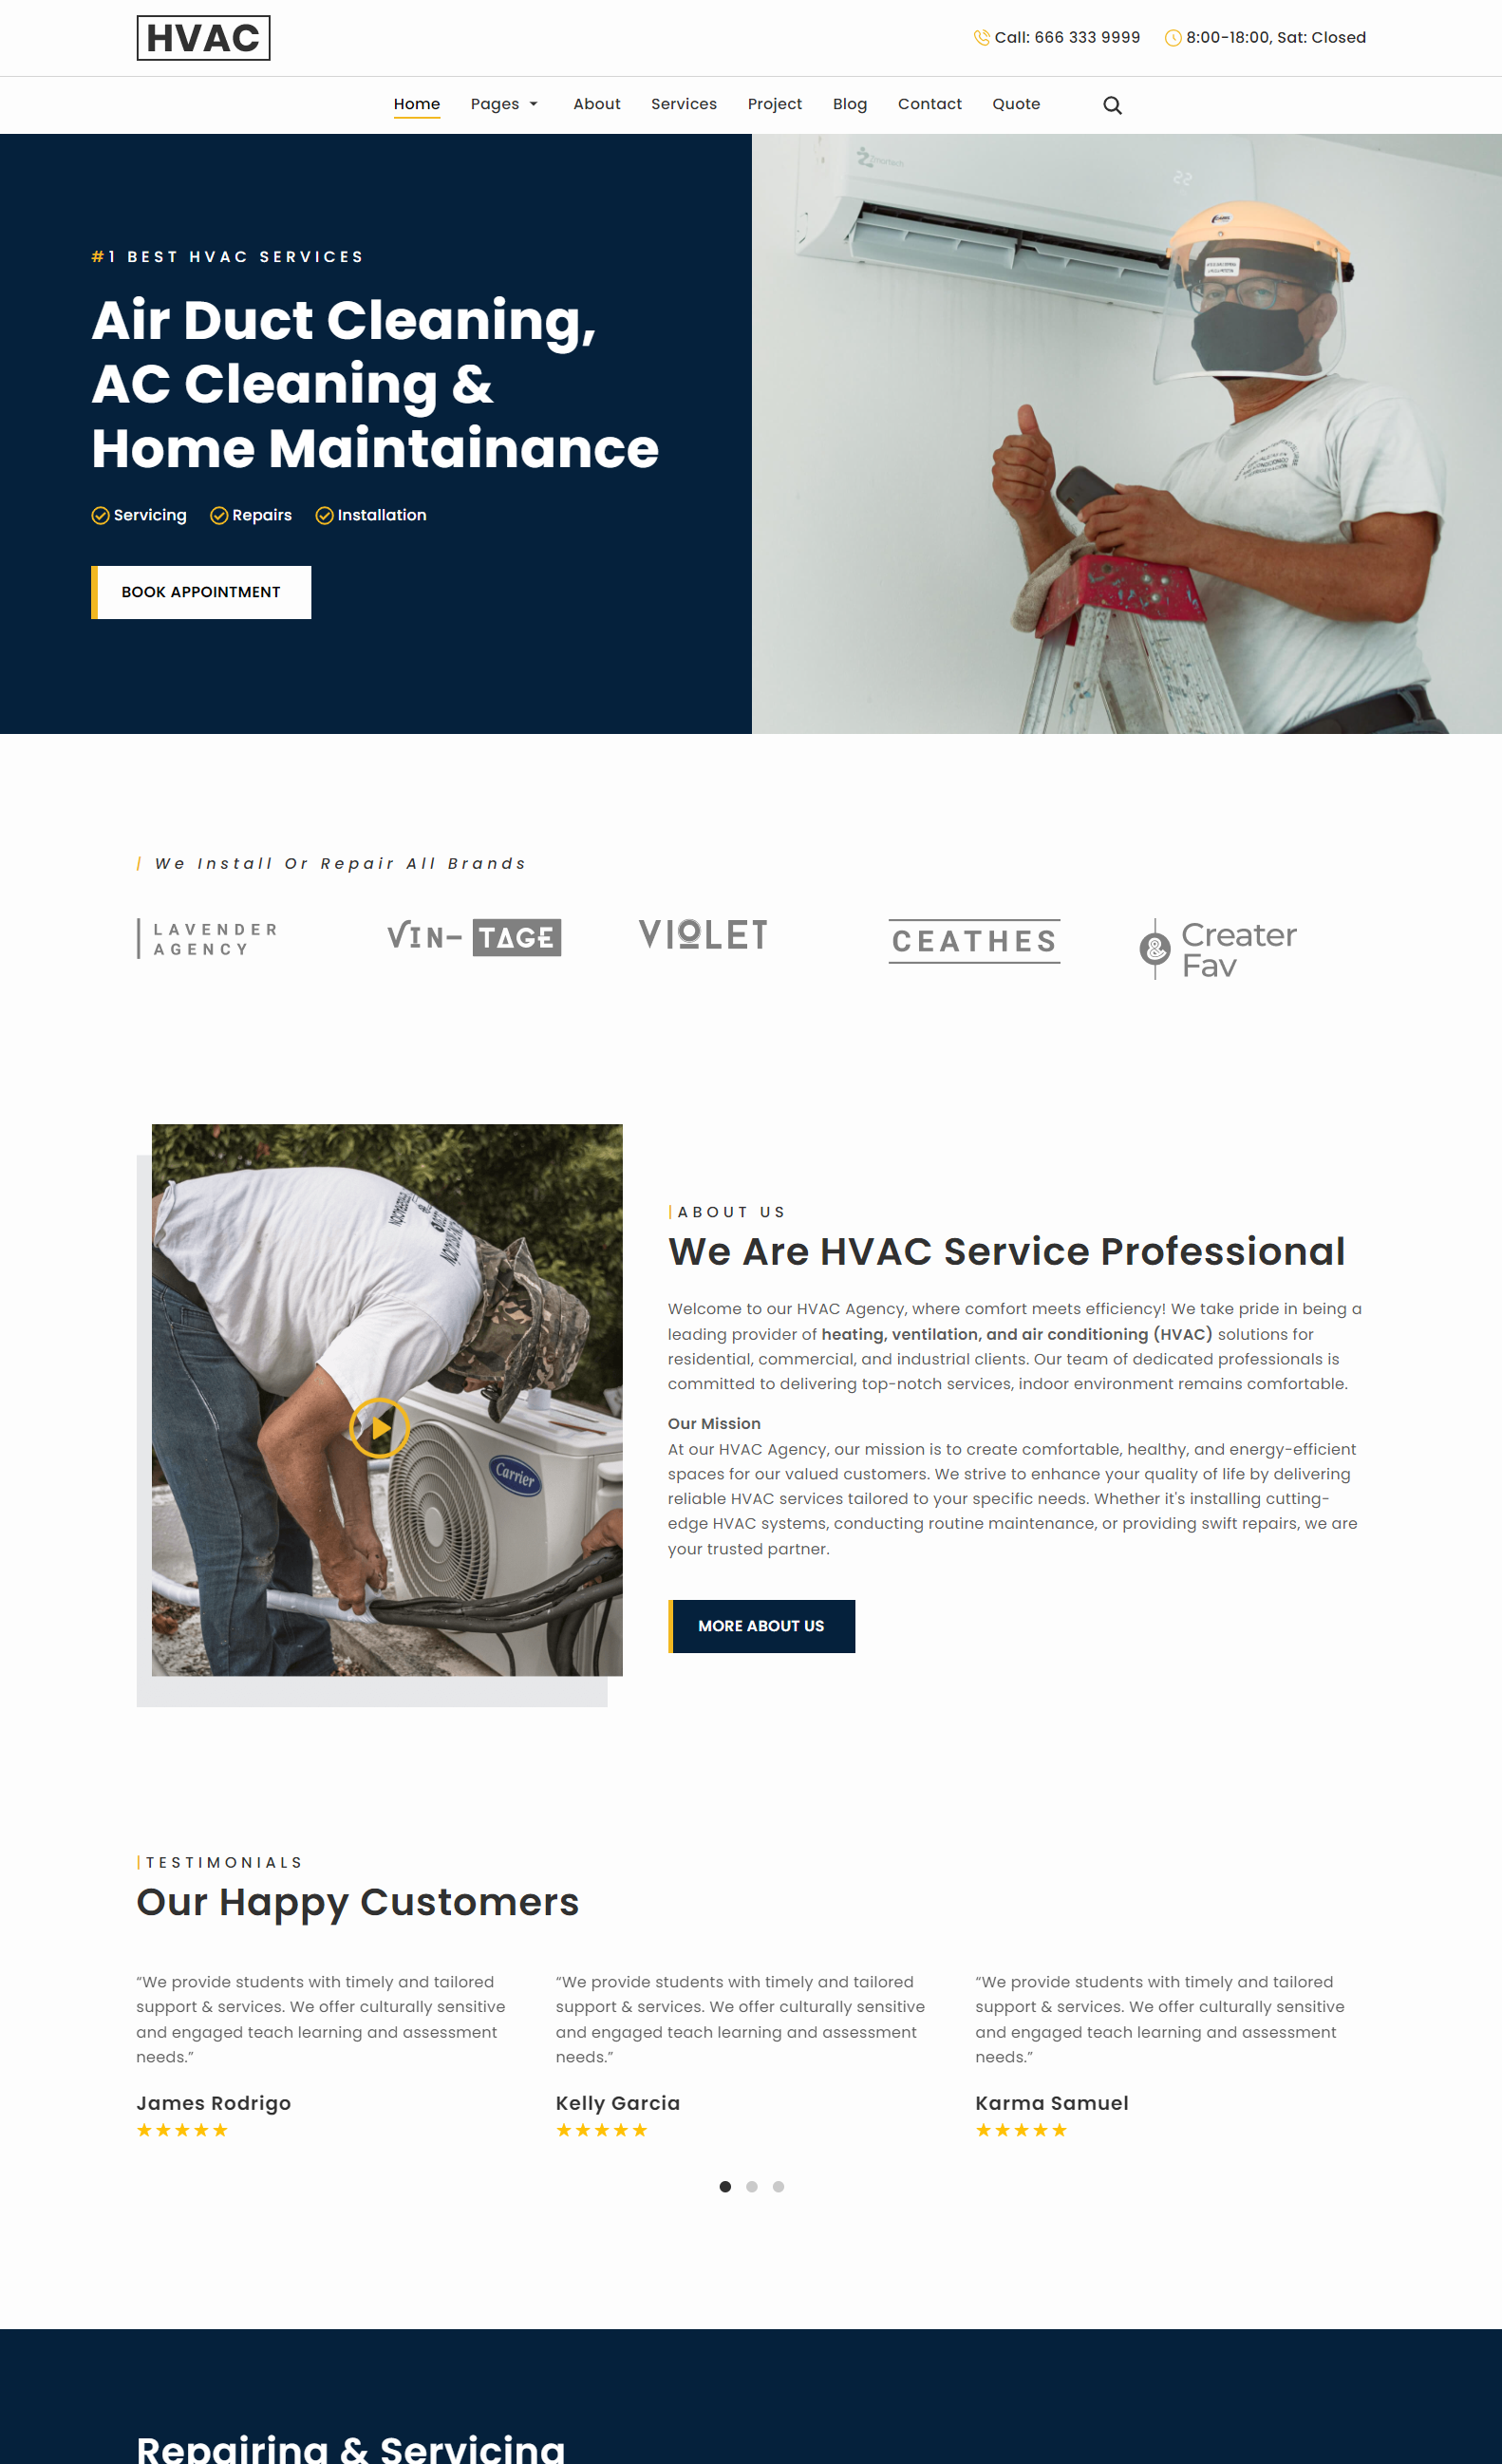 HVAC
Call: 666 333 9999
8:00-18:00, Sat: Closed
Home Pages About Services Project Blog Contact Quote
#1 BEST HVAC SERVICES
Air Duct Cleaning,
AC Cleaning &
Home Maintainance
Servicing Repairs Installation
BOOK APPOINTMENT
| We Install Or Repair All Brands
LAVENDER
AGENCY
VIN-TAGE
VIOLET
CEATHES
&
Creater
Fav
Carrier
|ABOUT US
We Are HVAC Service Professional
Welcome to our HVAC Agency, where comfort meets efficiency! We take pride in being a
leading provider of heating, ventilation, and air conditioning (HVAC) solutions for
residential, commercial, and industrial clients. Our team of dedicated professionals is
committed to delivering top-notch services, indoor environment remains comfortable.
Our Mission
At our HVAC Agency, our mission is to create comfortable, healthy, and energy-efficient
spaces for our valued customers. We strive to enhance your quality of life by delivering
reliable HVAC services tailored to your specific needs. Whether it's installing cutting-
edge HVAC systems, conducting routine maintenance, or providing swift repairs, we are
your trusted partner.
MORE ABOUT US
|TESTIMONIALS
Our Happy Customers
“We provide students with timely and tailored
support & services. We offer culturally sensitive
and engaged teach learning and assessment
needs.”
James Rodrigo
“We provide students with timely and tailored
support & services. We offer culturally sensitive
and engaged teach learning and assessment
needs.”
Kelly Garcia
“We provide students with timely and tailored
support & services. We offer culturally sensitive
and engaged teach learning and assessment
needs.”
Karma Samuel
Repairing & Servicing